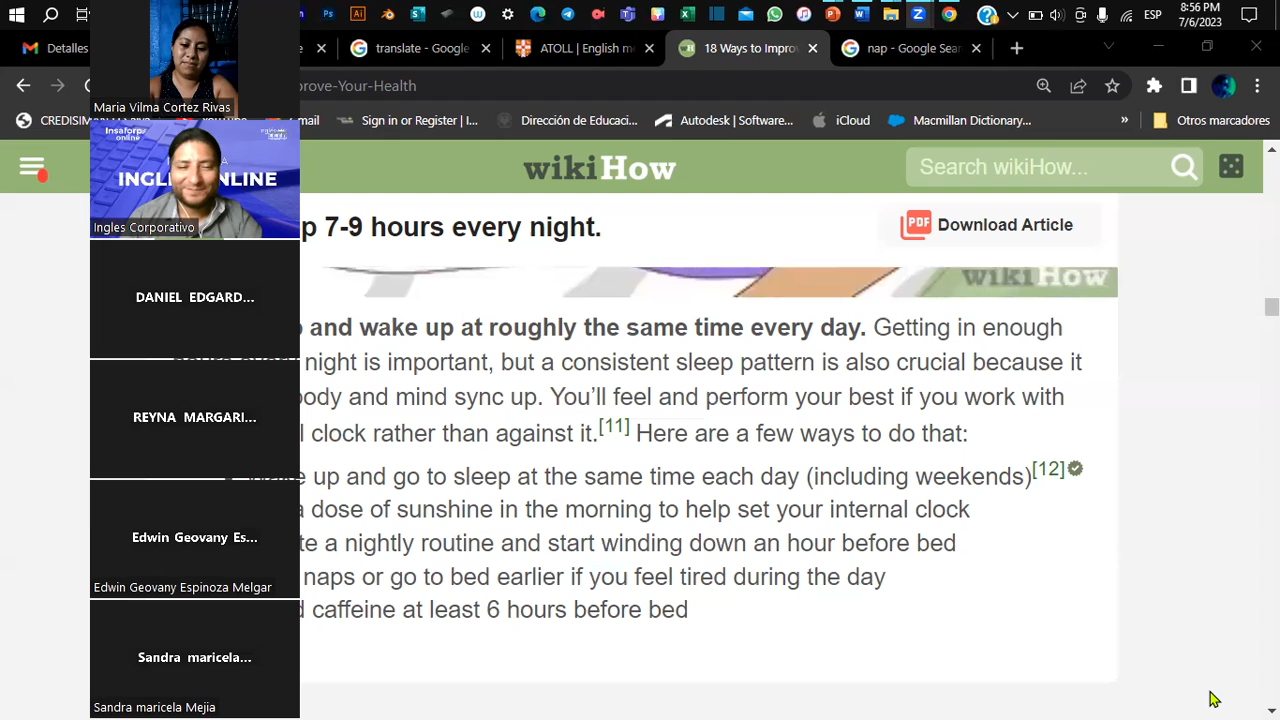 ESP
8:56 PM
7/6/2023
Detalles
translate - Google
ATOLL | English m
18 Ways to Impro
nap - Google Sear
prove-Your-Health
CREDISI
mail
Sign in or Register | I...
Dirección de Educaci...
Autodesk | Software...
iCloud
Macmillan Dictionary...
»
Otros marcadores
wikiHow
Search wikiHow...
p 7-9 hours every night.
PDF Download Article
wikiHow
and wake up at roughly the same time every day. Getting in enough
night is important, but a consistent sleep pattern is also crucial because it
body and mind sync up. You'll feel and perform your best if you work with
l clock rather than against it.[11] Here are a few ways to do that:
e up and go to sleep at the same time each day (including weekends)[12]
a dose of sunshine in the morning to help set your internal clock
te a nightly routine and start winding down an hour before bed
naps or go to bed earlier if you feel tired during the day
d caffeine at least 6 hours before bed
Maria Vilma Cortez Rivas
Insaforp
online
INGL NLINE
Ingles Corporativo
DANIEL EDGARD...
REYNA MARGARI...
Edwin Geovany Es...
Edwin Geovany Espinoza Melgar
Sandra maricela...
Sandra maricela Mejia